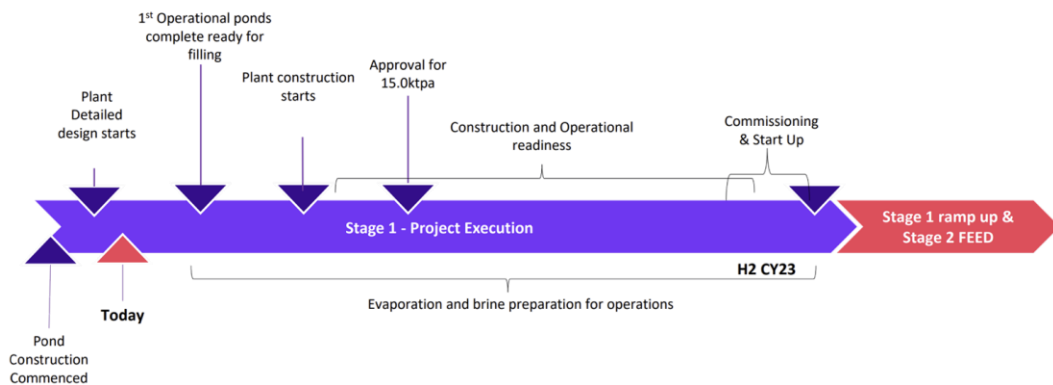 1st Operational ponds
complete ready for
filling
Plant
Detailed
design starts
Plant construction
starts
Approval for
15.0ktpa
Construction and Operational
readiness
Commissioning
& Start Up
Stage 1 - Project Execution
Stage 1 ramp up &
Stage 2 FEED
H2 CY23
Evaporation and brine preparation for operations
Today
Pond
Construction
Commenced